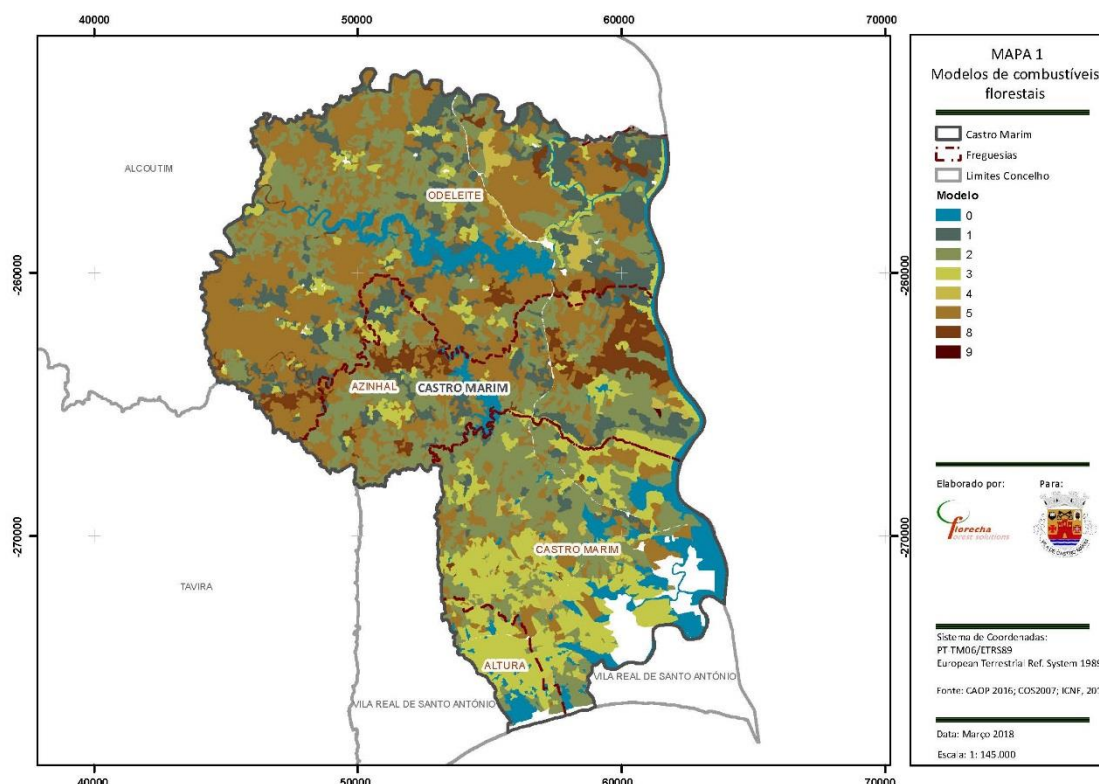 40000
50000
60000
70000
-260000
-270000
-260000
-270000
40000
50000
60000
70000
ALCOUTIM
ODELEITE
AZINHAL
CASTRO MARIM
CASTRO MARIM
TAVIRA
ALTURA
VILA REAL DE SANTO ANTÓNIO
VILA REAL DE SANTO ANTÓNIO
MAPA 1
Modelos de combustíveis
florestais
Castro Marim
Freguesias
Limites Concelho
Modelo
0
1
2
3
4
5
8
9
Elaborado por:
Para:
florecha
forest solutions
Sistema de Coordenadas:
PT-TM06/ETRS89
European Terrestrial Ref. System 1989
Fonte: CAOP 2016; COS2007; ICNF,
Data: Março 2018
Escala: 1: 145.000